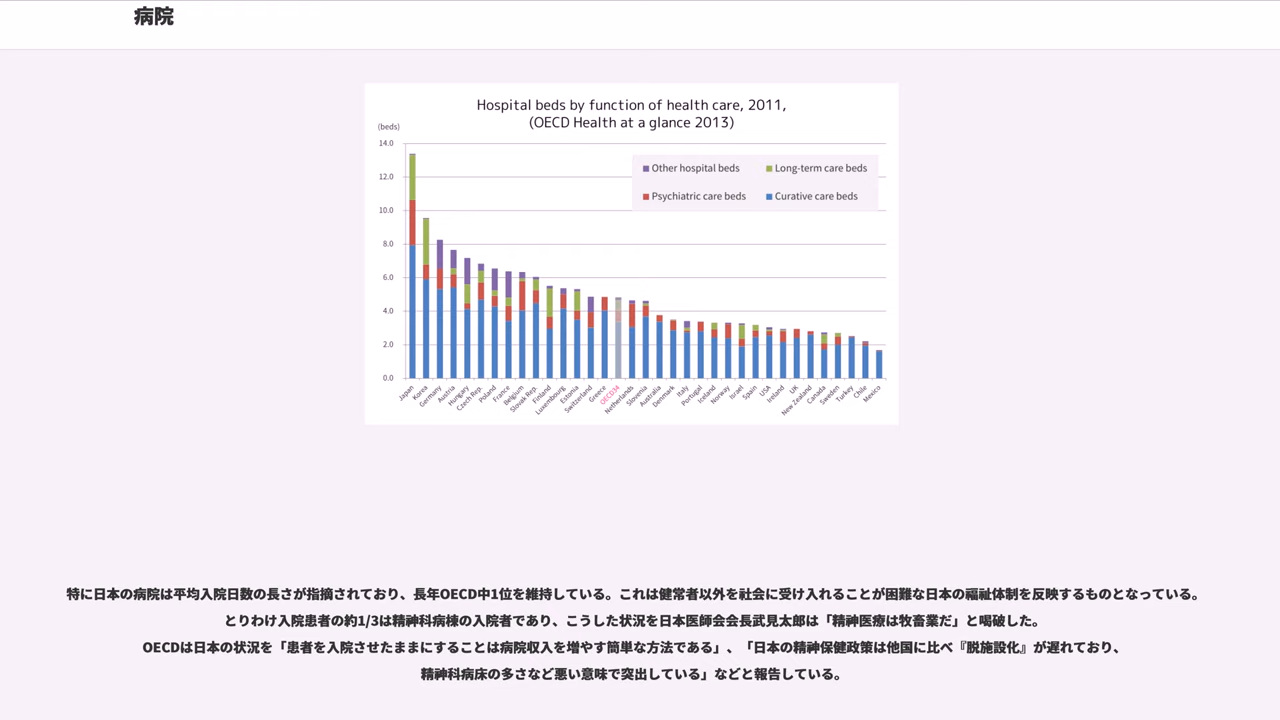 病院
Hospital beds by function of health care, 2011,
(OECD Health at a glance 2013)
(beds)
14.0
12.0
10.0
8.0
6.0
4.0
2.0
0.0
Other hospital beds
Long-term care beds
Psychiatric care beds
Curative care beds
Japan
Korea
Germany
Austria
Hungary
Czech Rep.
Poland
France
Belgium
Slovak Rep.
Finland
Luxembourg
Estonia
Switzerland
Greece
OECD34
Netherlands
Slovenia
Australia
Denmark
Italy
Portugal
Iceland
Norway
Israel
Spain
USA
Ireland
UK
New Zealand
Canada
Sweden
Turkey
Chile
Mexico
特に日本の病院は平均入院日数の長さが指摘されており、長年OECD中1位を維持している。これは健常者以外を社会に受け入れることが困難な日本の福祉体制を反映するものとなっている。
とりわけ入院患者の約1/3は精神科病棟の入院者であり、こうした状況を日本医師会会長武見太郎は「精神医療は牧畜業だ」と喝破した。
OECDは日本の状況を「患者を入院させたままにすることは病院収入を増やす簡単な方法である」、「日本の精神保健政策は他国に比べ『脱施設化』が遅れており、
精神科病床の多さなど悪い意味で突出している」などと報告している。